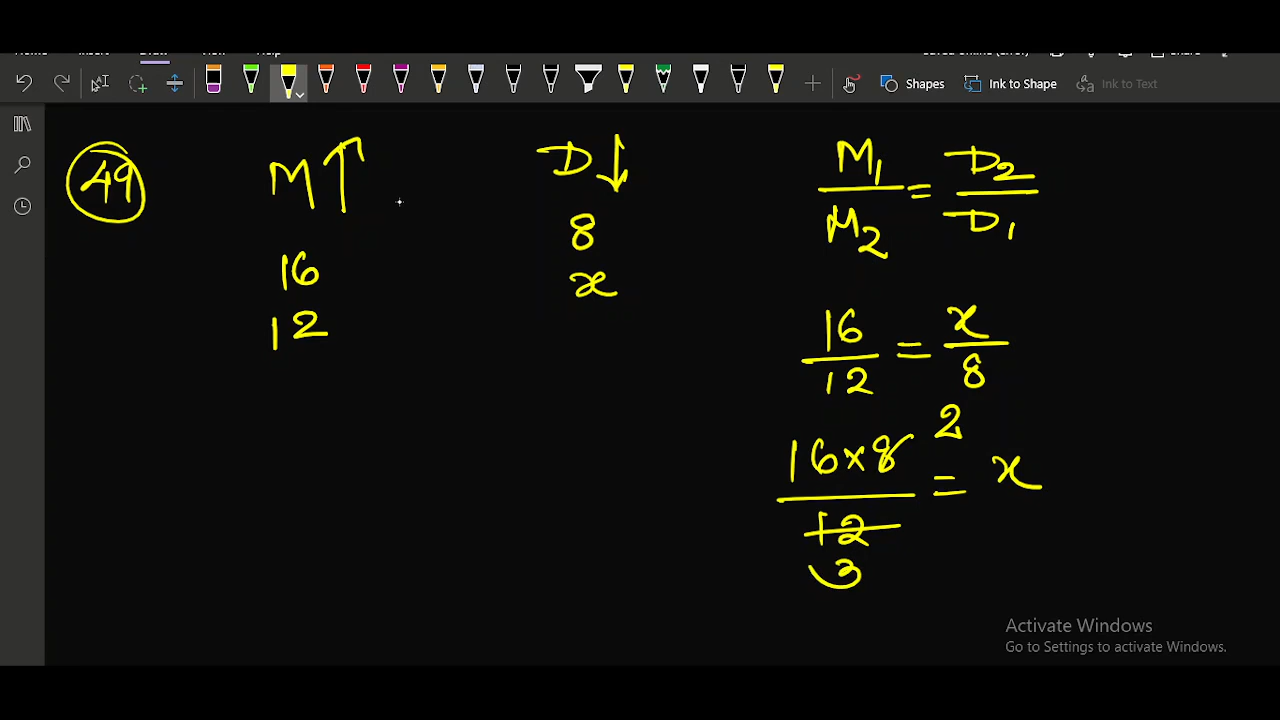 Shapes Ink to Shape Ink to Text
49 M↑ D↓ M₁/M₂ = D₂/D₁
16 8
12 x
16/12 = x/8
2
16×8/12 = x
3
Activate Windows
Go to Settings to activate Windows.